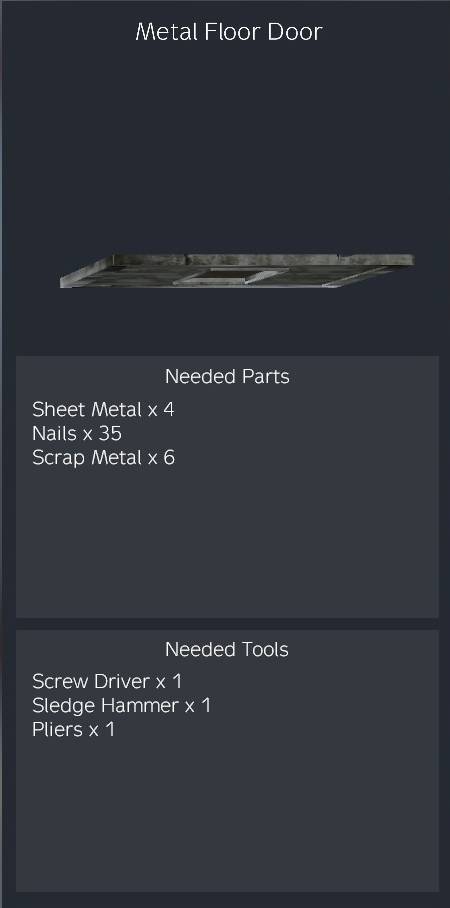 Metal Floor Door
Needed Parts
Sheet Metal x 4
Nails x 35
Scrap Metal x 6
Needed Tools
Screw Driver x 1
Sledge Hammer x 1
Pliers x 1